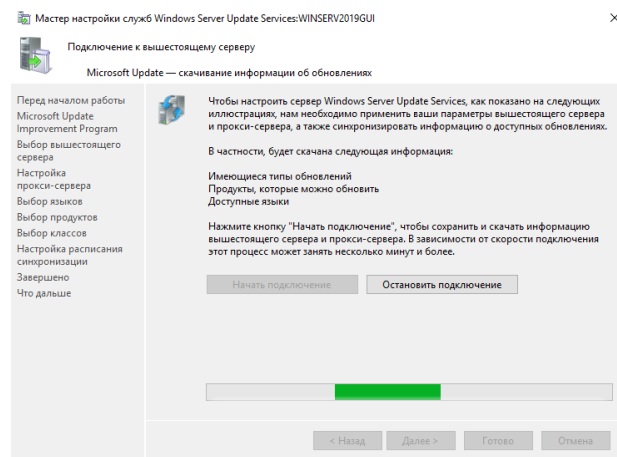 Мастер настройки служб Windows Server Update Services:WINSERV2019GUI
Подключение к вышестоящему серверу
Microsoft Update — скачивание информации об обновлениях
Перед началом работы
Microsoft Update
Improvement Program
Выбор вышестоящего
сервера
Настройка
прокси-сервера
Выбор языков
Выбор продуктов
Выбор классов
Настройка расписания
синхронизации
Завершено
Что дальше
Чтобы настроить сервер Windows Server Update Services, как показано на следующих
иллюстрациях, нам необходимо применить ваши параметры вышестоящего сервера
и прокси-сервера, а также синхронизировать информацию о доступных обновлениях.
В частности, будет скачана следующая информация:
Имеющиеся типы обновлений
Продукты, которые можно обновить
Доступные языки
Нажмите кнопку "Начать подключение", чтобы сохранить и скачать информацию
вышестоящего сервера и прокси-сервера. В зависимости от скорости подключения
этот процесс может занять несколько минут и более.
Начать подключение Остановить подключение
< Назад Далее > Готово Отмена